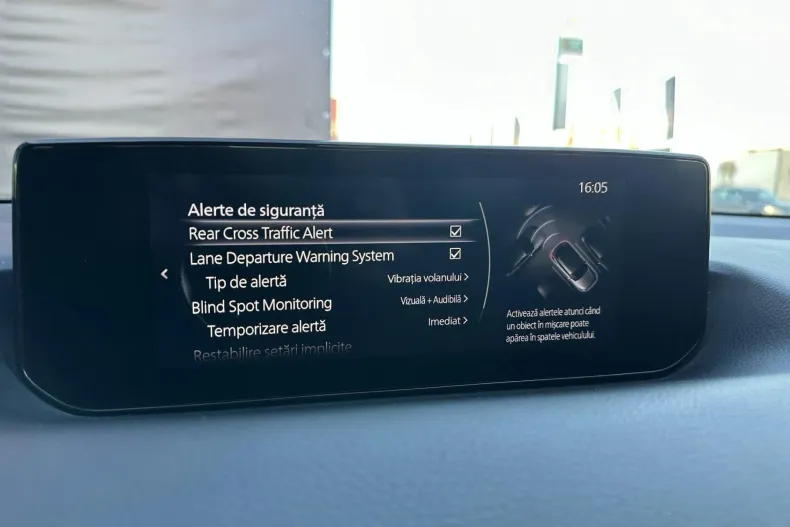 16:05
Alerte de siguranță
Rear Cross Traffic Alert
Lane Departure Warning System
Tip de alertă Vibrația volanului >
Blind Spot Monitoring Vizuală + Audibilă >
Temporizare alertă Imediat >
Restabilire setări implicite
Activează alertele atunci când
un obiect în mișcare poate
apărea în spatele vehiculului.